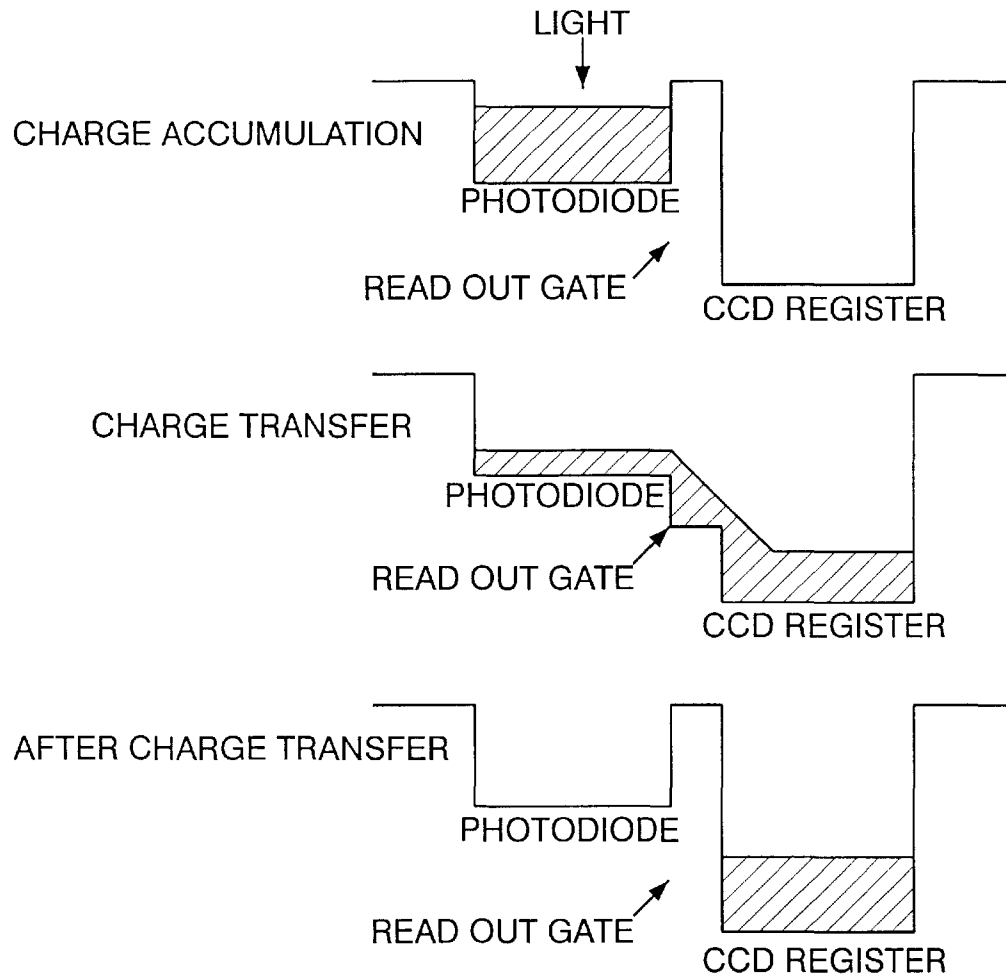 LIGHT
CHARGE ACCUMULATION
PHOTODIODE
READ OUT GATE
CCD REGISTER
CHARGE TRANSFER
PHOTODIODE
READ OUT GATE
CCD REGISTER
AFTER CHARGE TRANSFER
PHOTODIODE
READ OUT GATE
CCD REGISTER